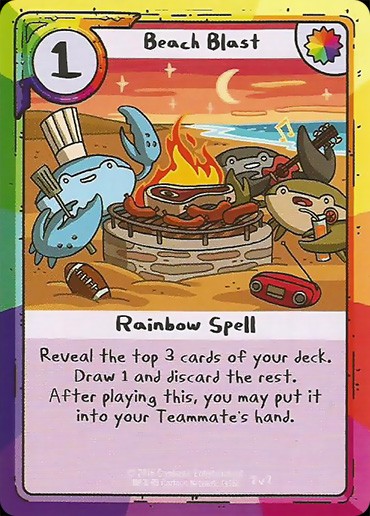 1
Beach Blast
Rainbow Spell
Reveal the top 3 cards of your deck.
Draw 1 and discard the rest.
After playing this, you may put it
into your Teammate's hand.